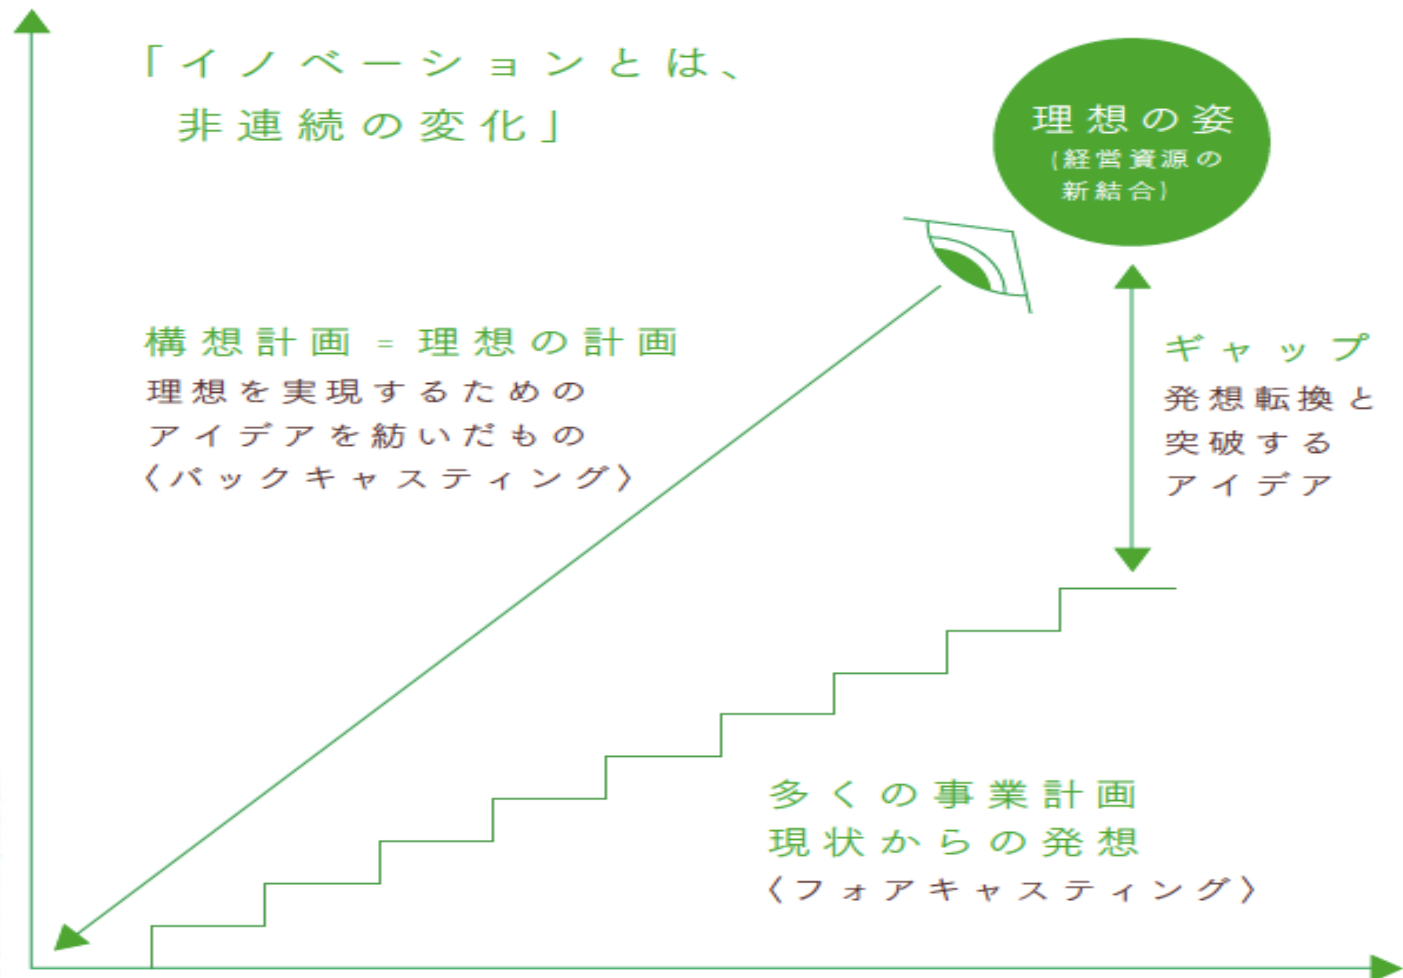 「イノベーションとは、
非連続の変化」
理想の姿
(経営資源の
新結合)
構想計画=理想の計画
理想を実現するための
アイデアを紡いだもの
〈バックキャスティング〉
ギャップ
発想転換と
突破する
アイデア
多くの事業計画
現状からの発想
〈フォアキャスティング〉